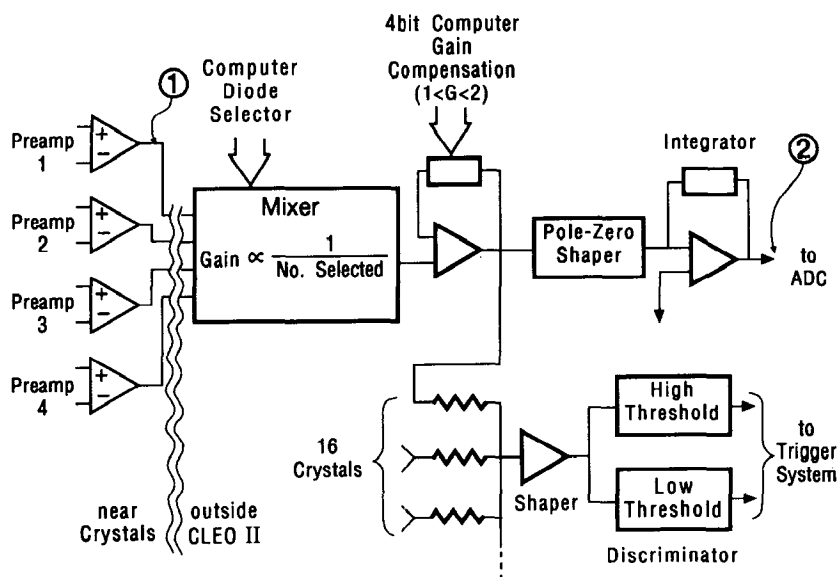 4bit Computer
Gain
Compensation
(1<G<2)
①
Computer
Diode
Selector
Integrator
②
Preamp
1
+
−
Preamp
2
+
−
Preamp
3
+
−
Preamp
4
+
−
Mixer
Gain ∝ 1
No. Selected
Pole-Zero
Shaper
to
ADC
16
Crystals
Shaper
High
Threshold
Low
Threshold
to
Trigger
System
Discriminator
near
Crystals
outside
CLEO II